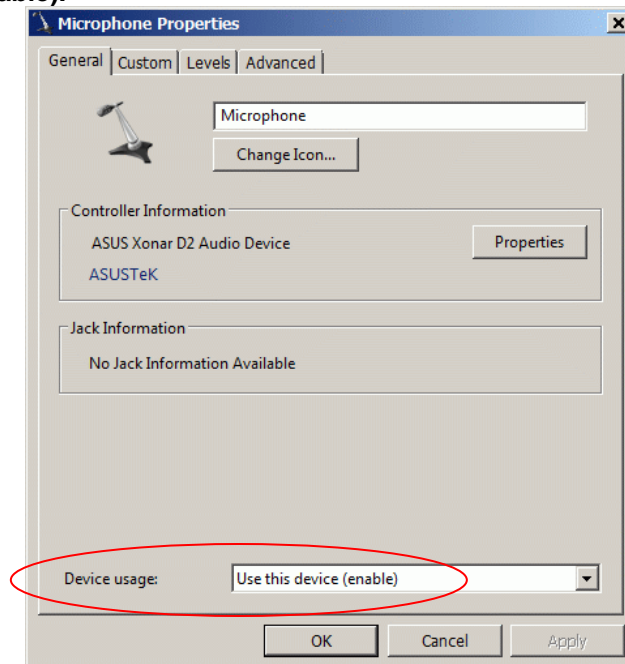 Microphone Properties
General Custom Levels Advanced
Microphone
Change Icon...
Controller Information
ASUS Xonar D2 Audio Device
Properties
ASUSTeK
Jack Information
No Jack Information Available
Device usage: Use this device (enable)
OK Cancel Apply